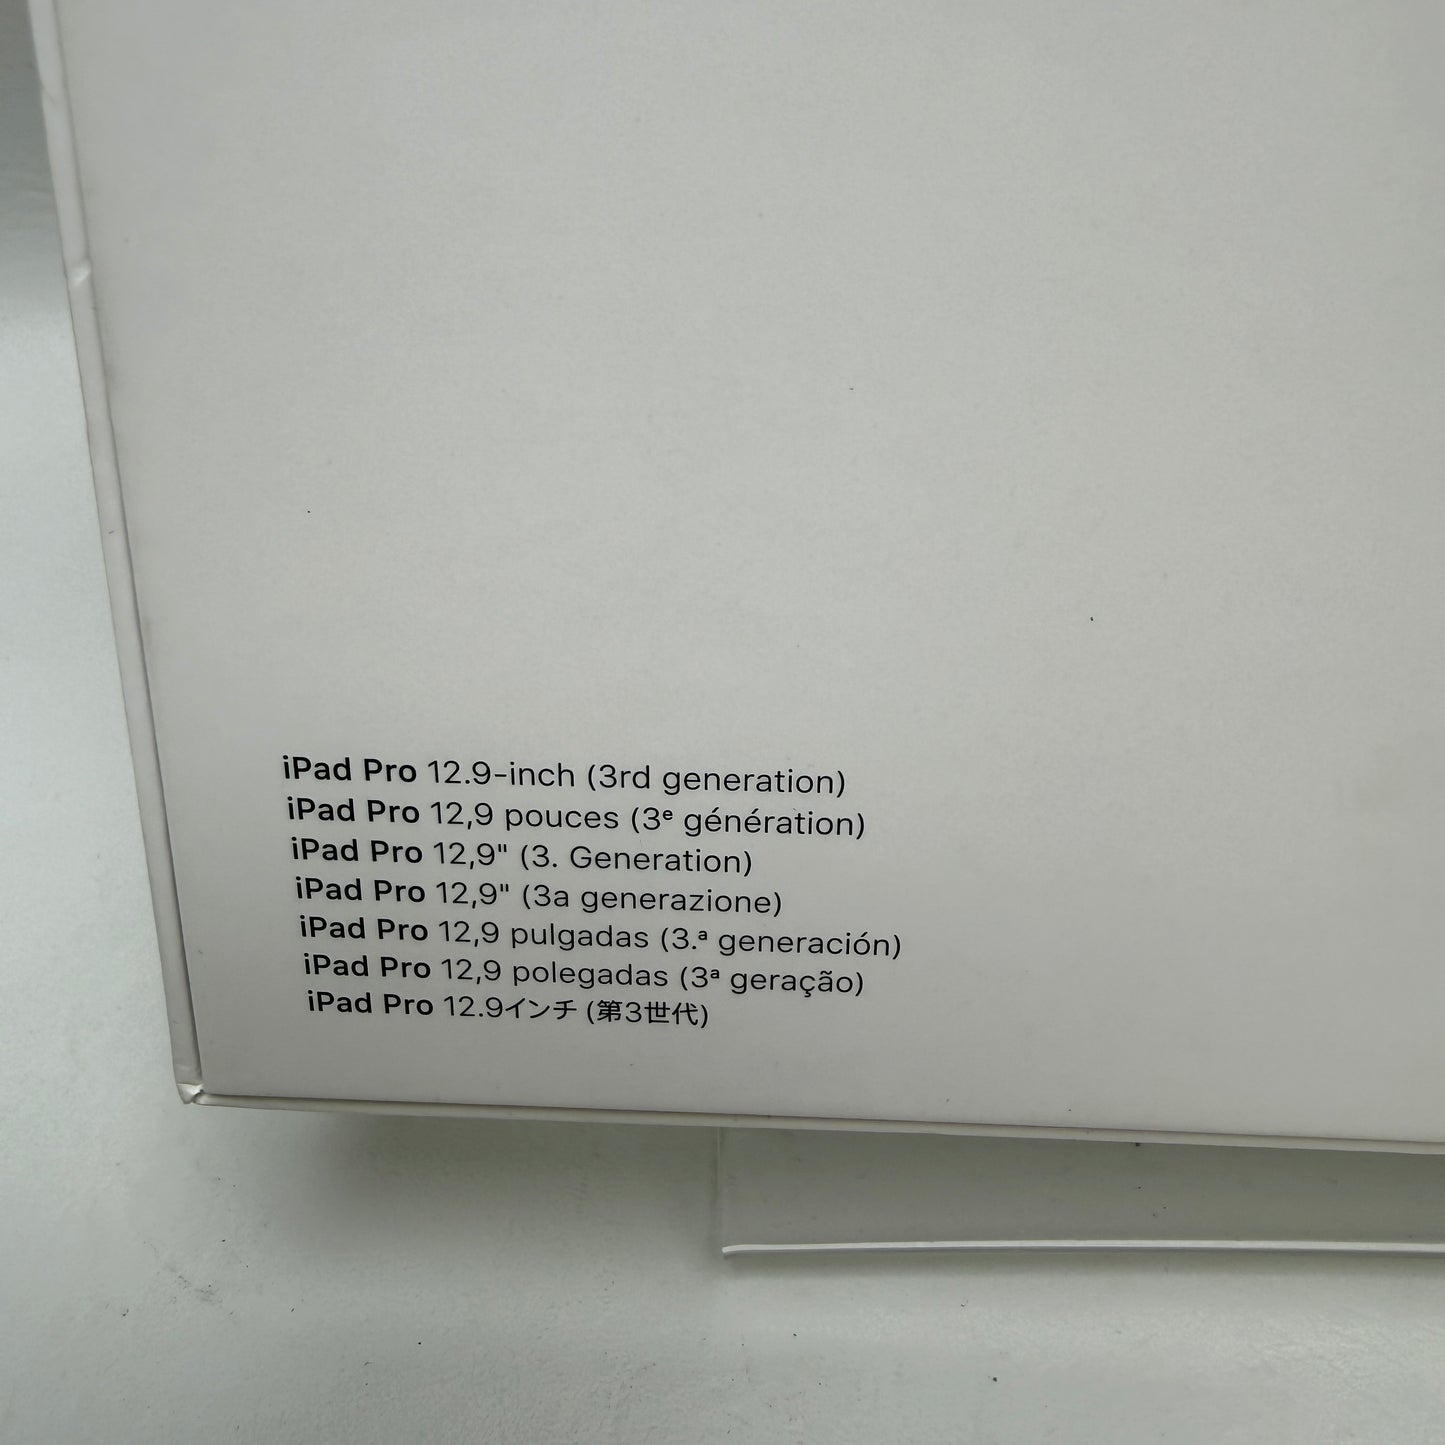 iPad Pro 12.9-inch (3rd generation)
iPad Pro 12,9 pouces (3ᵉ génération)
iPad Pro 12,9" (3. Generation)
iPad Pro 12,9" (3a generazione)
iPad Pro 12,9 pulgadas (3.ª generación)
iPad Pro 12,9 polegadas (3ª geração)
iPad Pro 12.9インチ (第3世代)